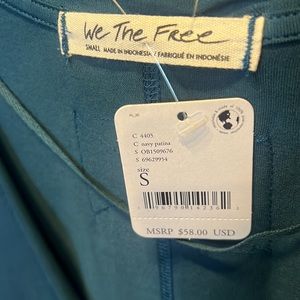 We The Free
SMALL MADE IN INDONESIA / FABRIQUÉ EN INDONÉSIE
C 4405
C navy patina
S OB1509676
S 69629954
size
S
MSRP $58.00 USD